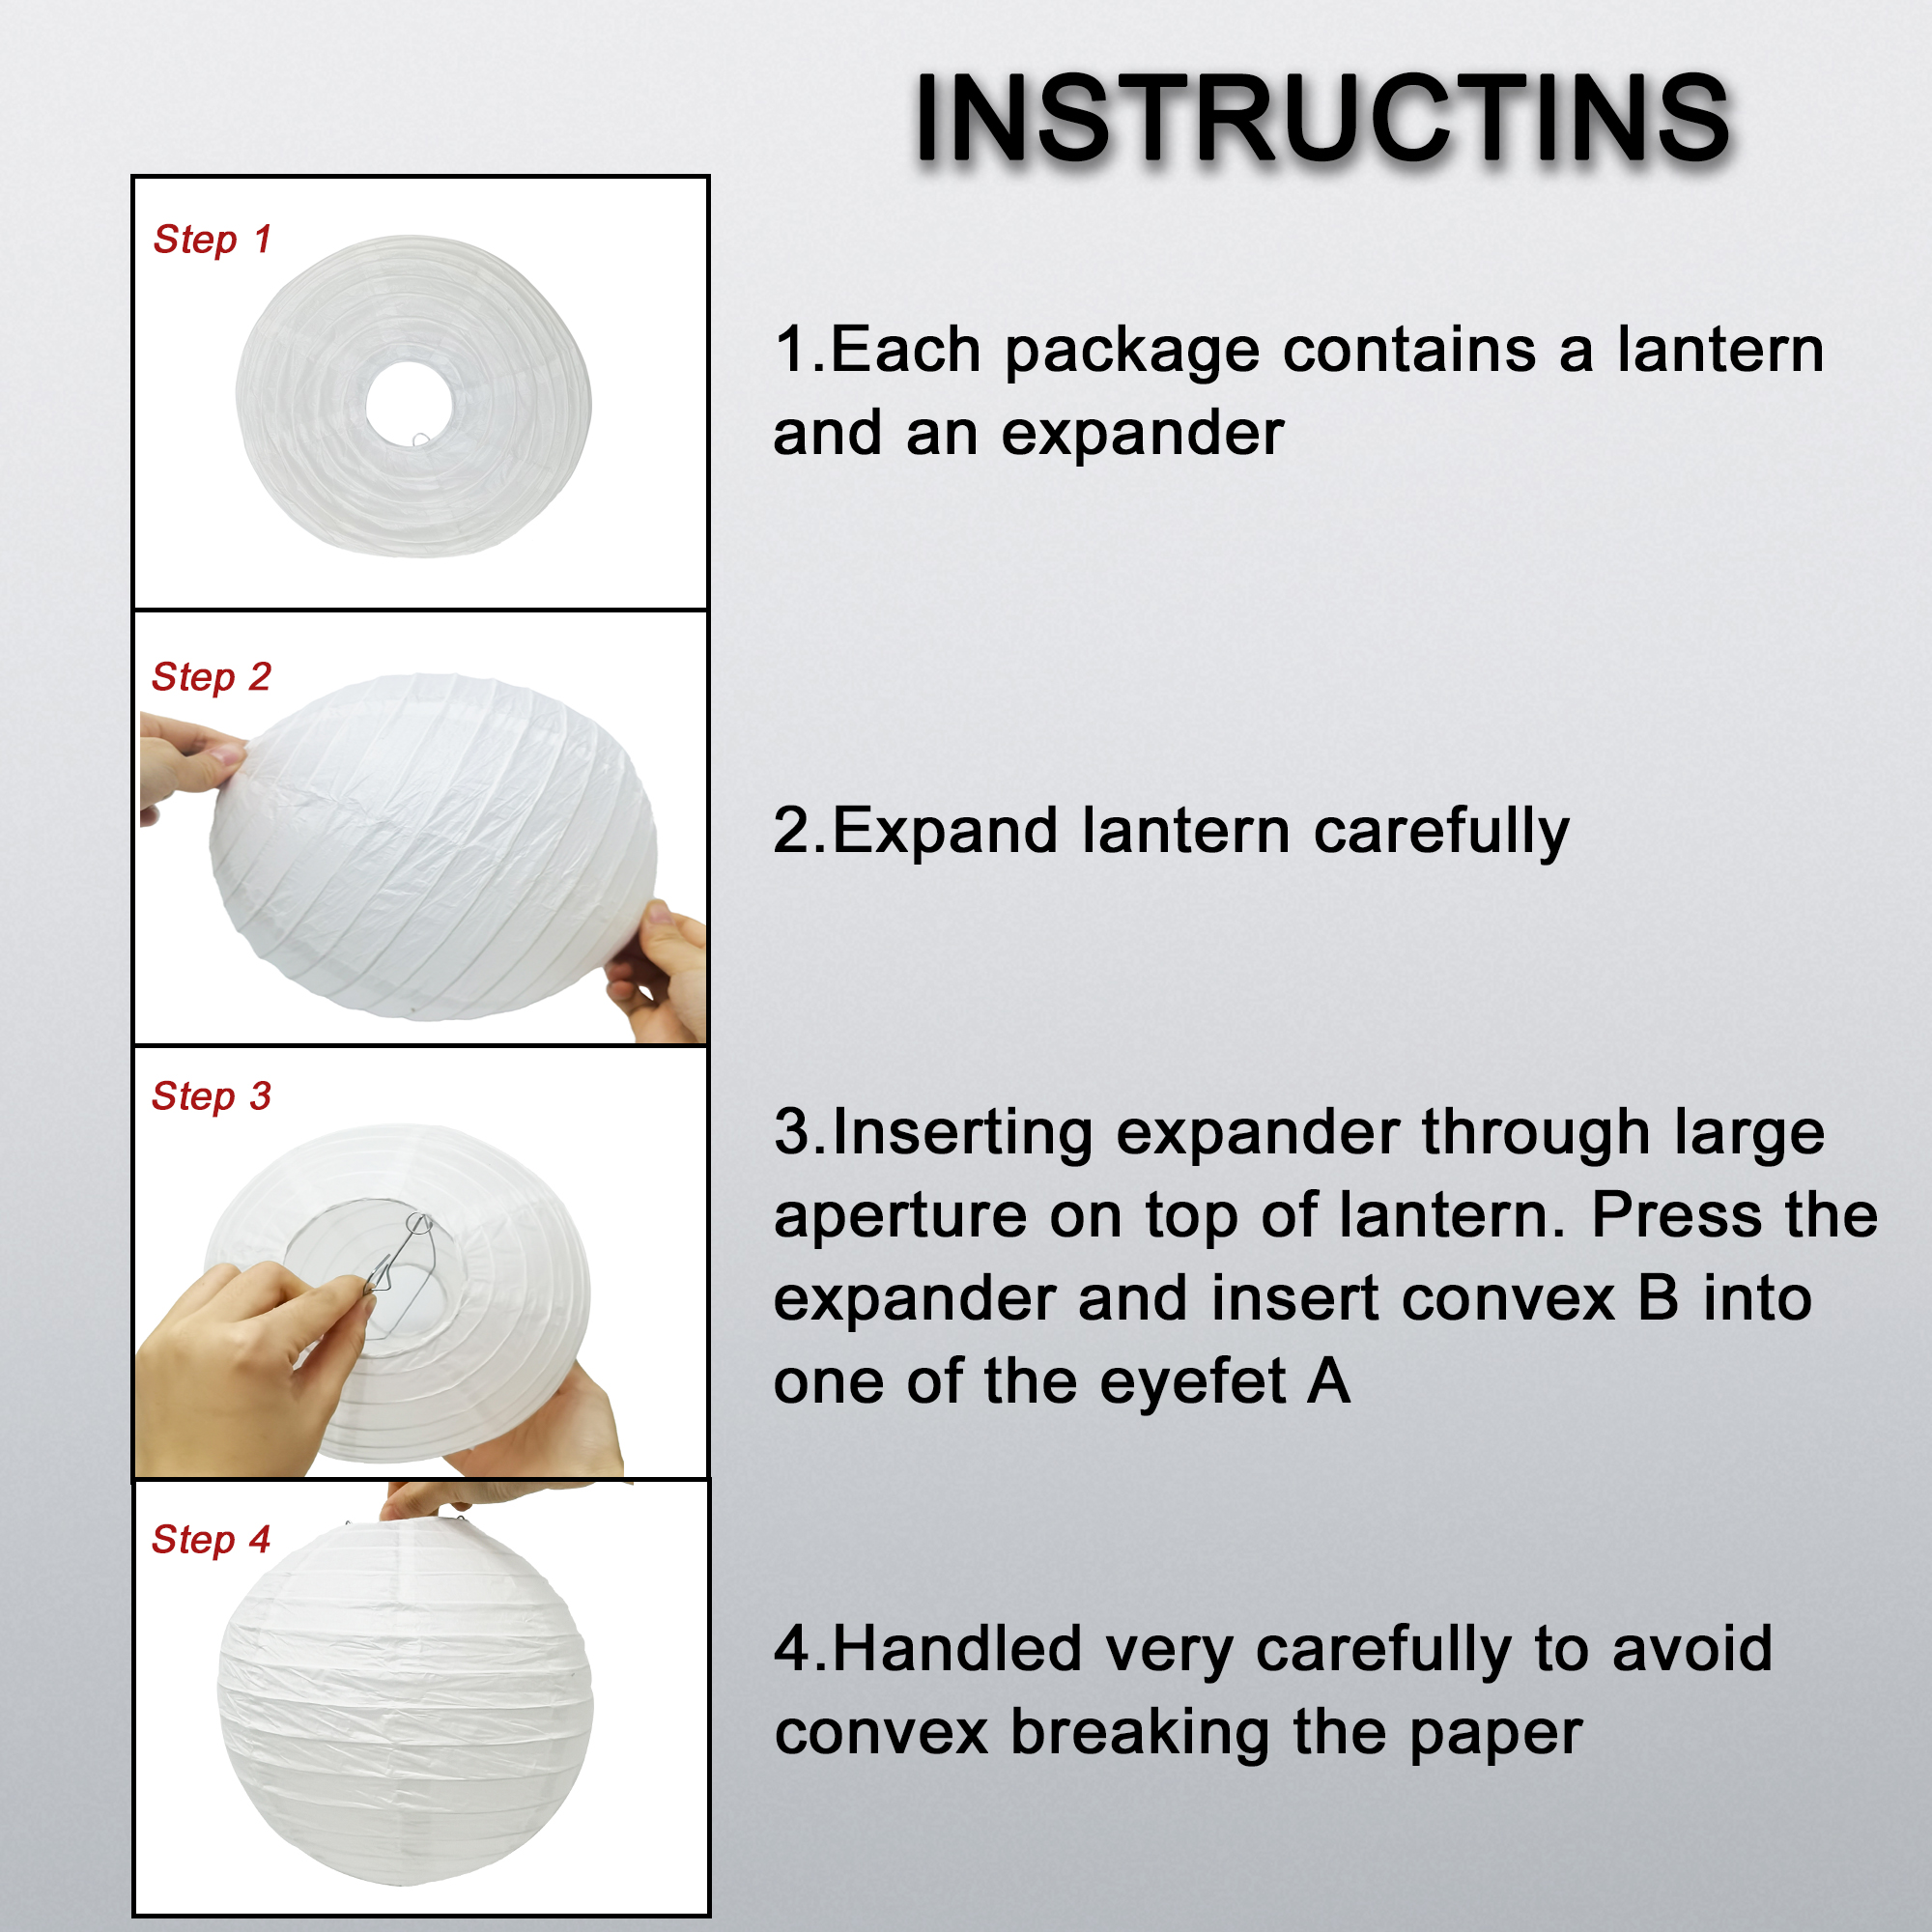 INSTRUCTINS
Step 1
1.Each package contains a lantern
and an expander
Step 2
2.Expand lantern carefully
Step 3
3.Inserting expander through large
aperture on top of lantern. Press the
expander and insert convex B into
one of the eyefet A
Step 4
4.Handled very carefully to avoid
convex breaking the paper